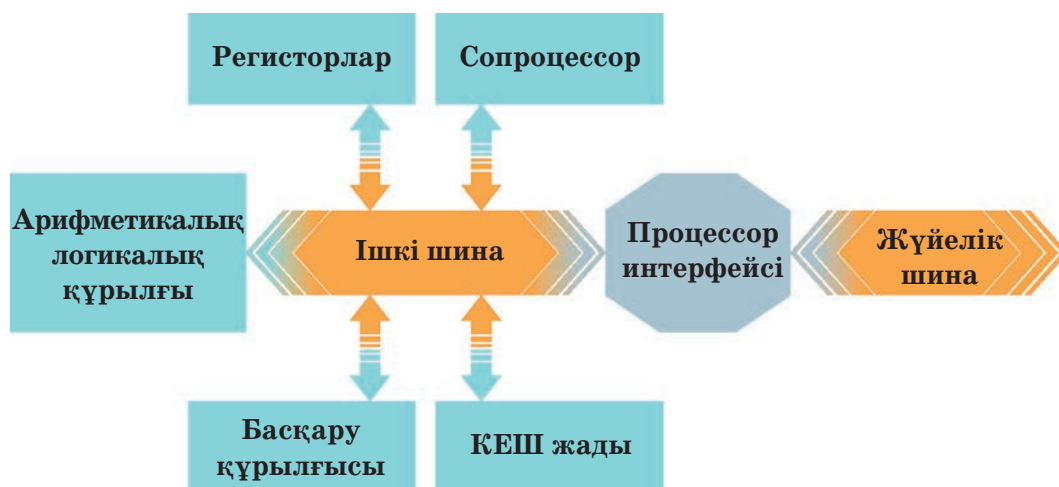 Регисторлар
Сопроцессор
Арифметикалық
логикалық
құрылғы
Ішкі шина
Процессор
интерфейсі
Жүйелік
шина
Басқару
құрылғысы
КЕШ жады